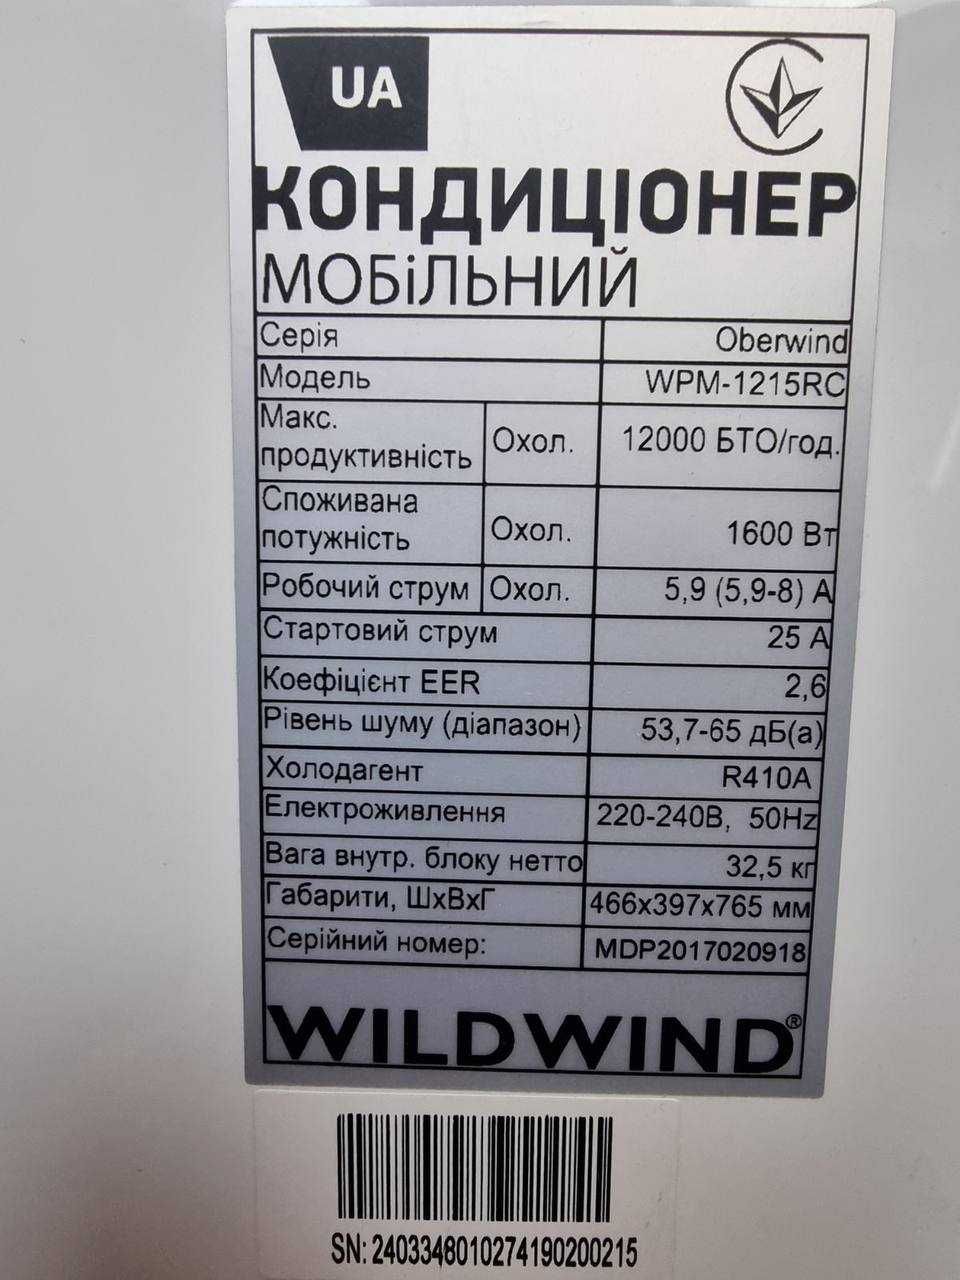 UA
КОНДИЦІОНЕР
МОБіЛЬНИЙ
Серія Oberwind
Модель WPM-1215RC
Макс. продуктивність Охол. 12000 БТО/год.
Споживана потужність Охол. 1600 Вт
Робочий струм Охол. 5,9 (5,9-8) А
Стартовий струм 25 А
Коефіцієнт EER 2,6
Рівень шуму (діапазон) 53,7-65 дБ(а)
Холодагент R410A
Електроживлення 220-240В, 50Hz
Вага внутр. блоку нетто 32,5 кг
Габарити, ШхВхГ 466х397х765 мм
Серійний номер: MDP2017020918
WILDWIND®
SN: 2403348010274190200215